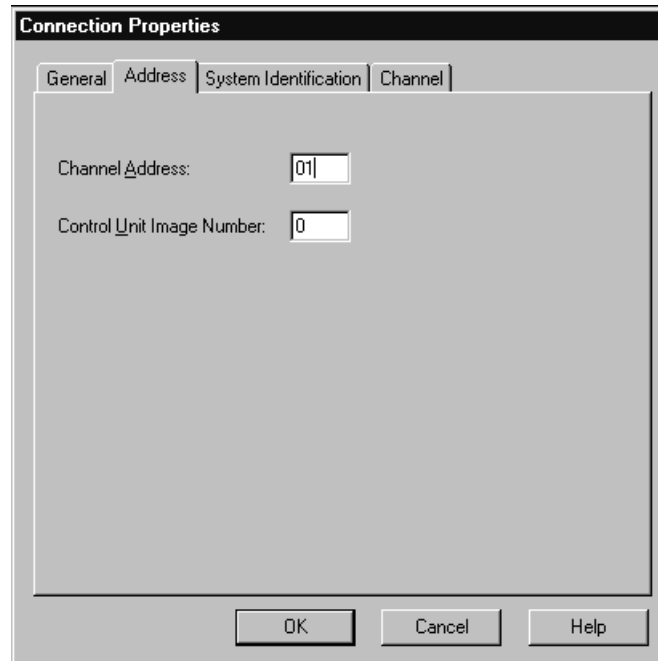 Connection Properties
General Address System Identification Channel
Channel Address: 01
Control Unit Image Number: 0
OK Cancel Help